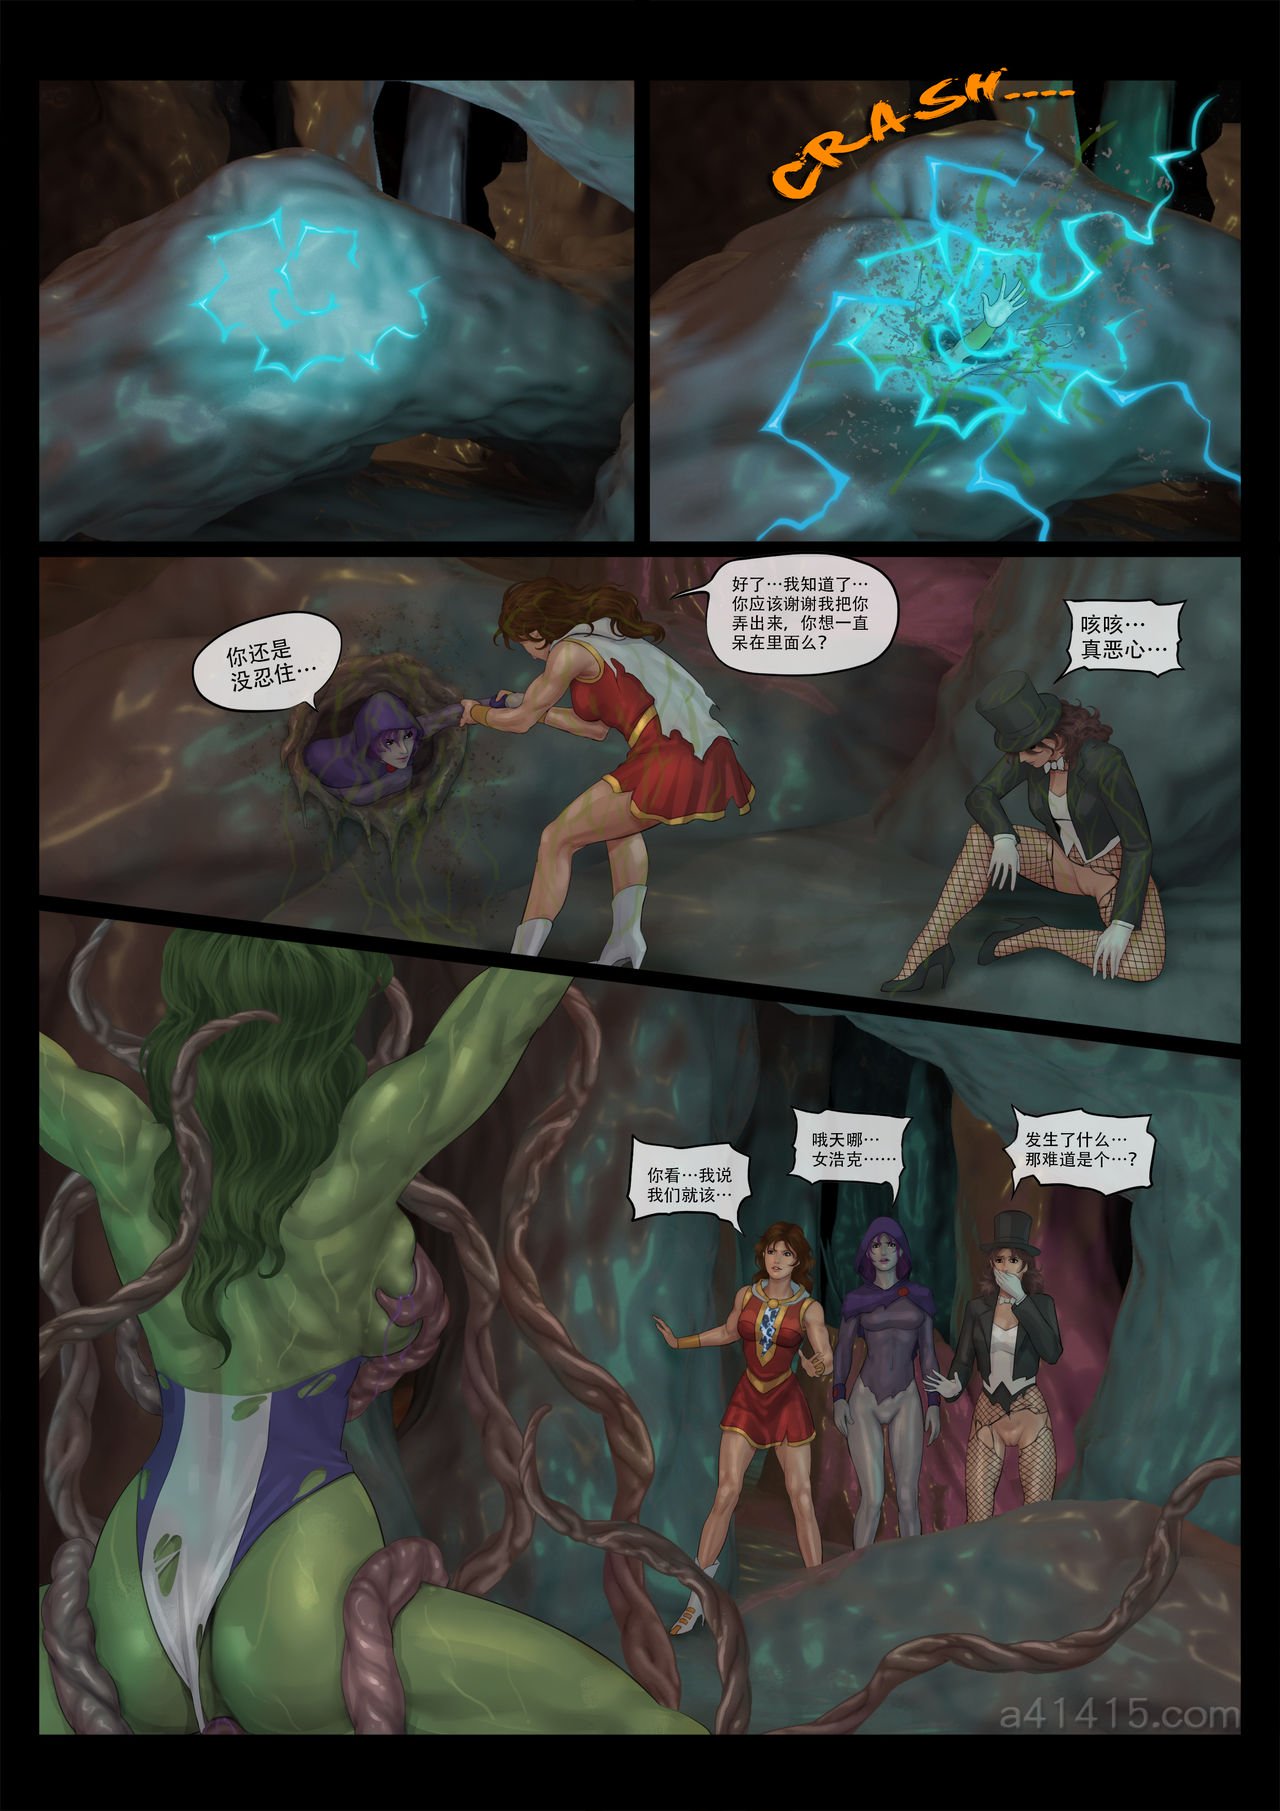 CRASH....
你还是
没忍住…
好了…我知道了…
你应该谢谢我把你
弄出来，你想一直
呆在里面么？
咳咳…
真恶心…
你看…我说
我们就该…
哦天哪…
女浩克……
发生了什么…
那难道是个…？
a41415.com